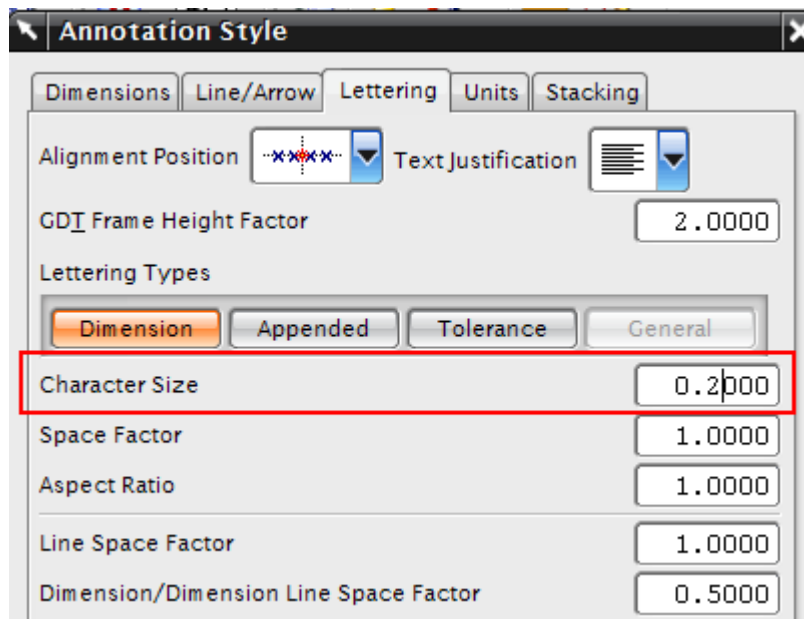 Annotation Style
Dimensions Line/Arrow Lettering Units Stacking
Alignment Position Text Justification
GDT Frame Height Factor 2.0000
Lettering Types
Dimension Appended Tolerance General
Character Size 0.2000
Space Factor 1.0000
Aspect Ratio 1.0000
Line Space Factor 1.0000
Dimension/Dimension Line Space Factor 0.5000